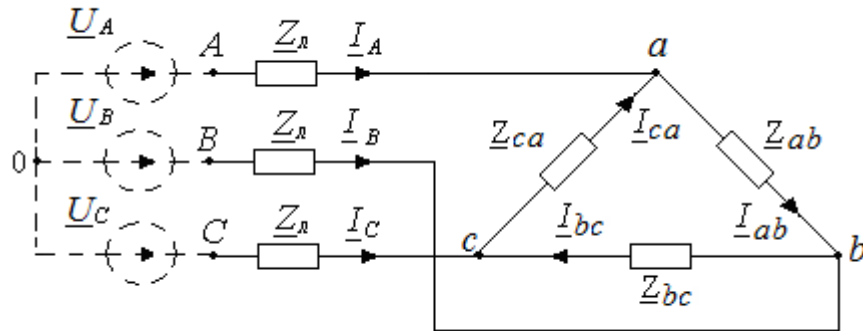 U_A A Z_л I_A a
U_B B Z_л I_B Z_ca I_ca Z_ab
0
U_C C Z_л I_C c I_bc I_ab b
Z_bc